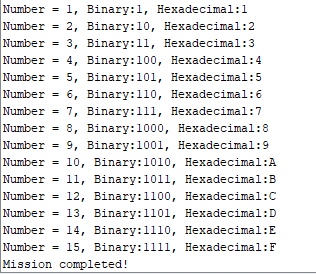 Number = 1, Binary:1, Hexadecimal:1
Number = 2, Binary:10, Hexadecimal:2
Number = 3, Binary:11, Hexadecimal:3
Number = 4, Binary:100, Hexadecimal:4
Number = 5, Binary:101, Hexadecimal:5
Number = 6, Binary:110, Hexadecimal:6
Number = 7, Binary:111, Hexadecimal:7
Number = 8, Binary:1000, Hexadecimal:8
Number = 9, Binary:1001, Hexadecimal:9
Number = 10, Binary:1010, Hexadecimal:A
Number = 11, Binary:1011, Hexadecimal:B
Number = 12, Binary:1100, Hexadecimal:C
Number = 13, Binary:1101, Hexadecimal:D
Number = 14, Binary:1110, Hexadecimal:E
Number = 15, Binary:1111, Hexadecimal:F
Mission completed!